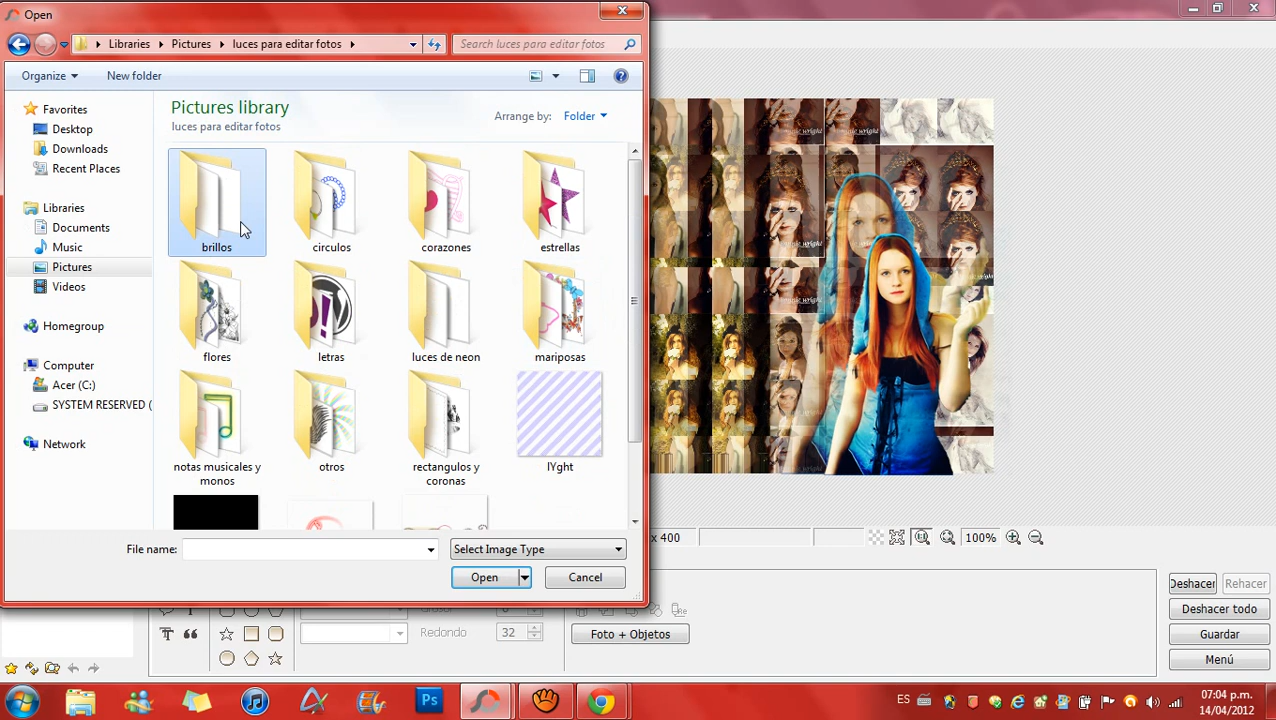 Open
Libraries Pictures luces para editar fotos
Search luces para editar fotos
Organize New folder
Pictures library
luces para editar fotos
Arrange by: Folder
Favorites
Desktop
Downloads
Recent Places
Libraries
Documents
Music
Pictures
Videos
Homegroup
Computer
Acer (C:)
SYSTEM RESERVED (
Network
brillos
circulos
corazones
estrellas
flores
letras
luces de neon
mariposas
notas musicales y
monos
otros
rectangulos y
coronas
lYght
File name:
Select Image Type
Open
Cancel
x 400
100%
Redondo
32
Foto + Objetos
Deshacer
Rehacer
Deshacer todo
Guardar
Menú
Ps
ES
07:04 p.m.
14/04/2012